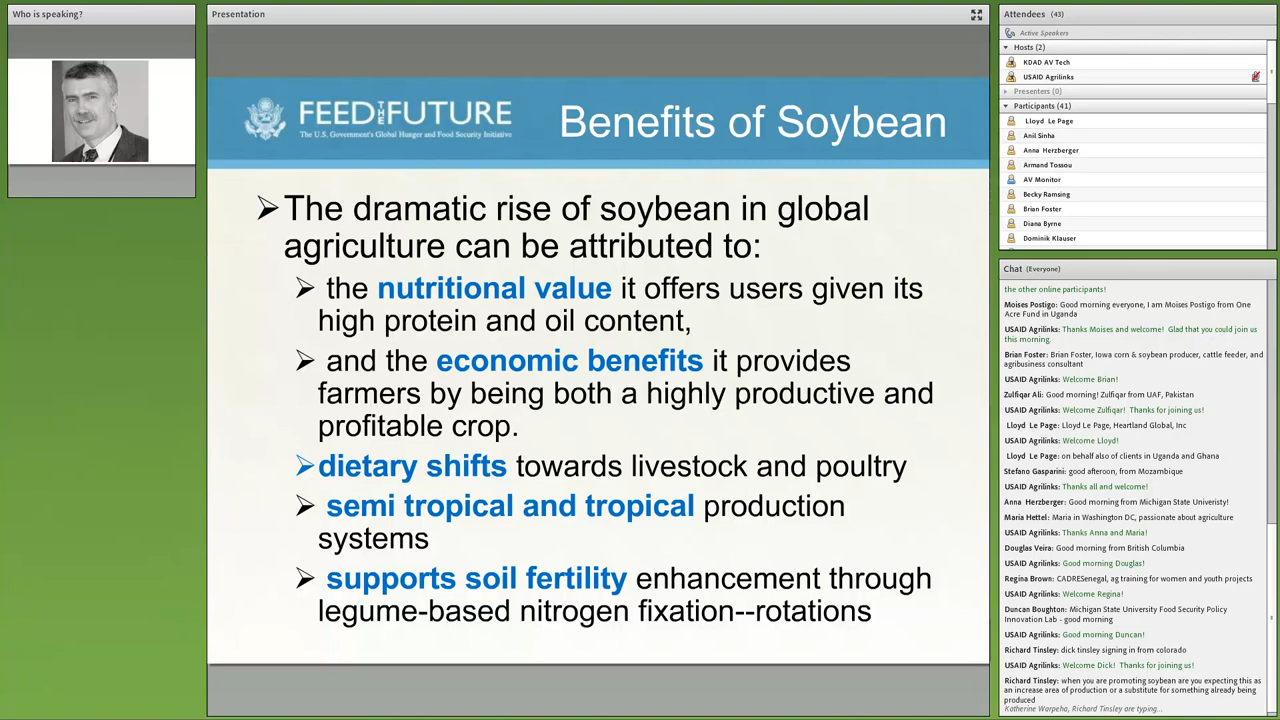 Who is speaking?
Presentation
FEED THE FUTURE
The U.S. Government's Global Hunger and Food Security Initiative
Benefits of Soybean
The dramatic rise of soybean in global
agriculture can be attributed to:
the nutritional value it offers users given its
high protein and oil content,
and the economic benefits it provides
farmers by being both a highly productive and
profitable crop.
dietary shifts towards livestock and poultry
semi tropical and tropical production
systems
supports soil fertility enhancement through
legume-based nitrogen fixation--rotations
Attendees (43)
Active Speakers
Hosts (2)
KDAD AV Tech
USAID Agrilinks
Presenters (0)
Participants (41)
Lloyd Le Page
Anil Sinha
Anna Herzberger
Armand Tossou
AV Monitor
Becky Ramsing
Brian Foster
Diana Byrne
Dominik Klauser
Chat (Everyone)
the other online participants!
Moises Postigo: Good morning everyone, I am Moises Postigo from One
Acre Fund in Uganda
USAID Agrilinks: Thanks Moises and welcome! Glad that you could join us
this morning.
Brian Foster: Brian Foster, Iowa corn & soybean producer, cattle feeder, and
agribusiness consultant
USAID Agrilinks: Welcome Brian!
Zulfiqar Ali: Good morning! Zulfiqar from UAF, Pakistan
USAID Agrilinks: Welcome Zulfiqar! Thanks for joining us!
Lloyd Le Page: Lloyd Le Page, Heartland Global, Inc
USAID Agrilinks: Welcome Lloyd!
Lloyd Le Page: on behalf also of clients in Uganda and Ghana
Stefano Gasparini: good afteroon, from Mozambique
USAID Agrilinks: Thanks all and welcome!
Anna Herzberger: Good morning from Michigan State Univeristy!
Maria Hettel: Maria in Washington DC, passionate about agriculture
USAID Agrilinks: Thanks Anna and Maria!
Douglas Veira: Good morning from British Columbia
USAID Agrilinks: Good morning Douglas!
Regina Brown: CADRESenegal, ag training for women and youth projects
USAID Agrilinks: Welcome Regina!
Duncan Boughton: Michigan State University Food Security Policy
Innovation Lab - good morning
USAID Agrilinks: Good morning Duncan!
Richard Tinsley: dick tinsley signing in from colorado
USAID Agrilinks: Welcome Dick! Thanks for joining us!
Richard Tinsley: when you are promoting soybean are you expecting this as
an increase area of production or a substitute for something already being
produced
Katherine Warpeha, Richard Tinsley are typing...